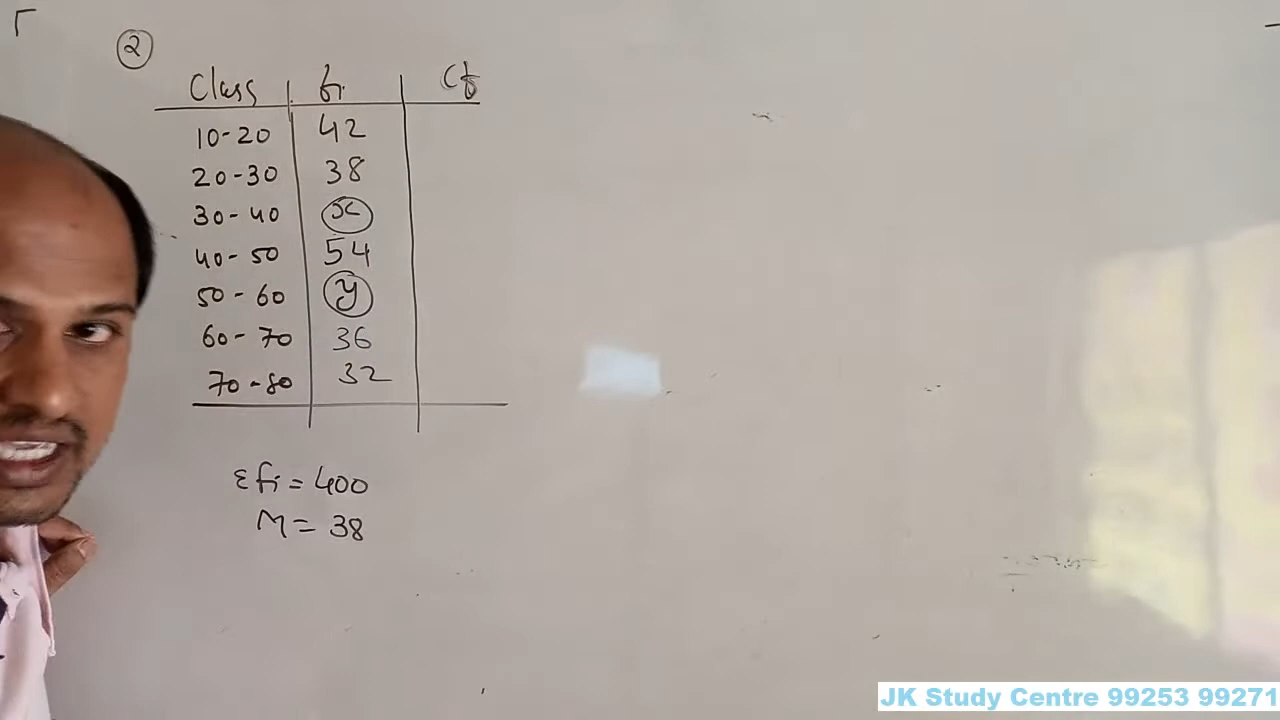 ②
Class fi Cf
10-20 42
20-30 38
30-40 x
40-50 54
50-60 y
60-70 36
70-80 32
Σfi = 400
M = 38
JK Study Centre 99253 99271